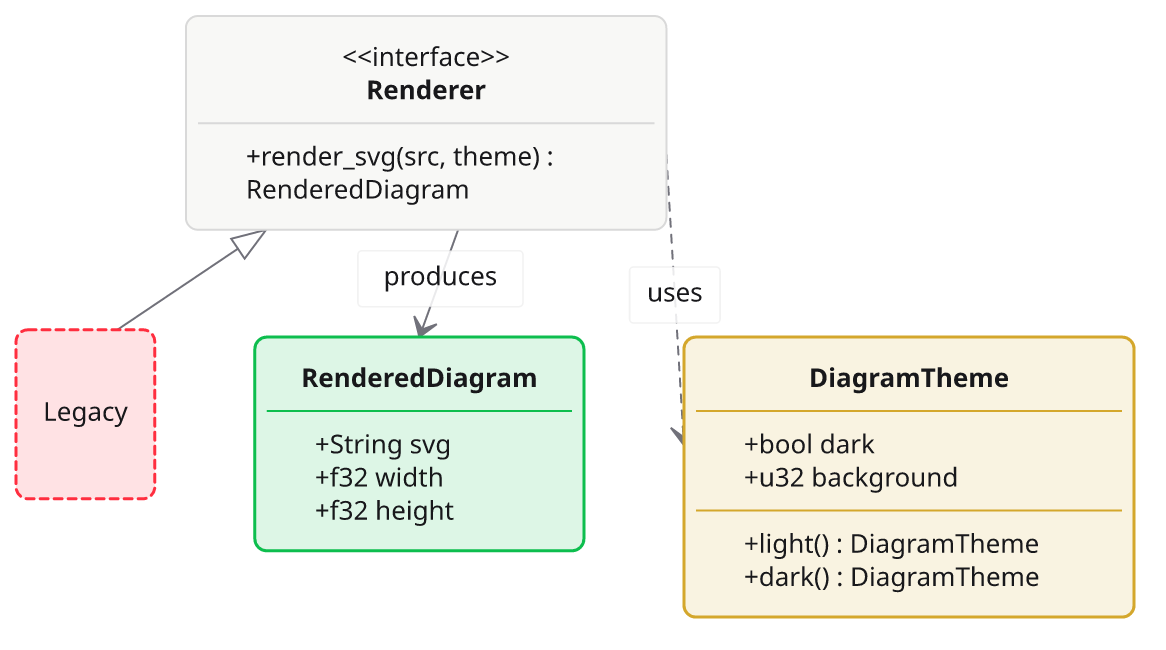 <<interface>>
Renderer
+render_svg(src, theme) :
RenderedDiagram
produces
uses
Legacy
RenderedDiagram
+String svg
+f32 width
+f32 height
DiagramTheme
+bool dark
+u32 background
+light() : DiagramTheme
+dark() : DiagramTheme